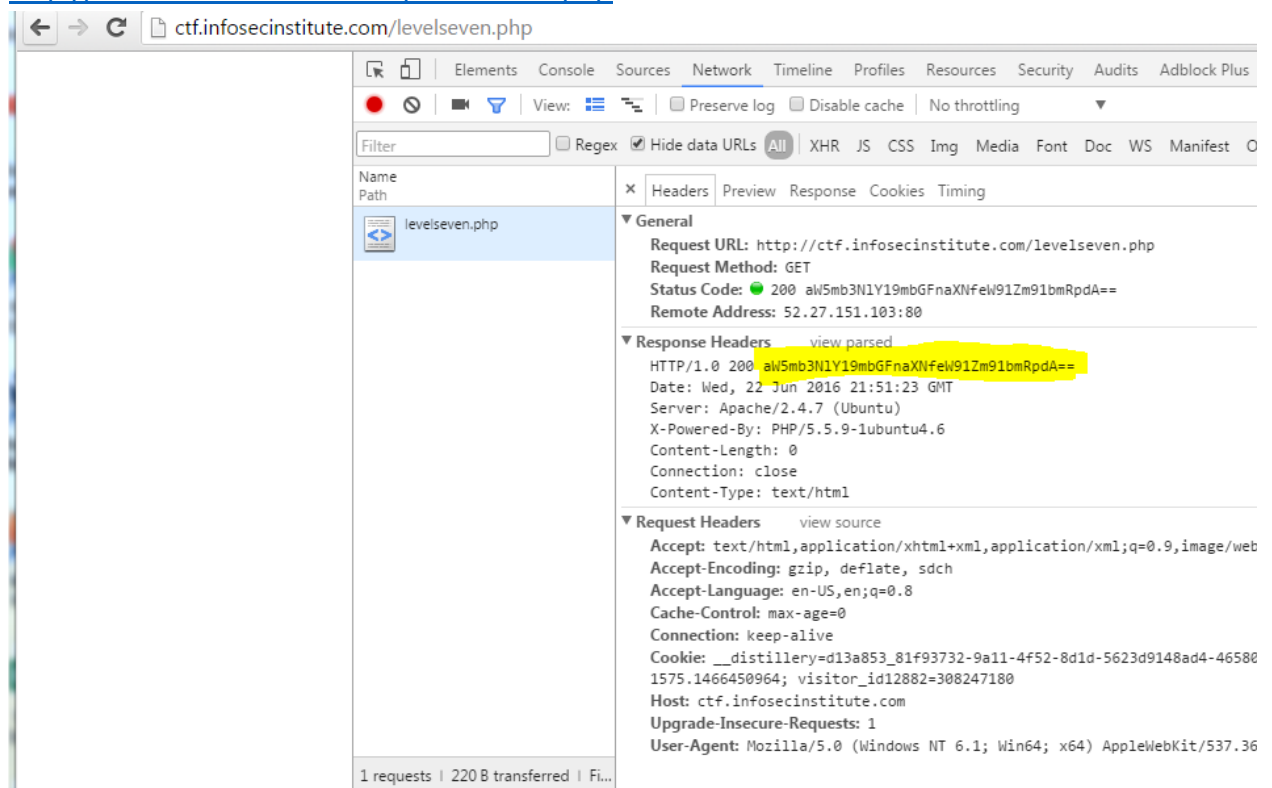 ctf.infosecinstitute.com/levelseven.php
Elements Console Sources Network Timeline Profiles Resources Security Audits Adblock Plus
View: Preserve log Disable cache No throttling
Filter Regex Hide data URLs All XHR JS CSS Img Media Font Doc WS Manifest
Name
Path
levelseven.php
× Headers Preview Response Cookies Timing
General
Request URL: http://ctf.infosecinstitute.com/levelseven.php
Request Method: GET
Status Code: 200 aW5mb3NlY19mbGFnaXNfeW91Zm91bmRpdA==
Remote Address: 52.27.151.103:80
Response Headers view parsed
HTTP/1.0 200 aW5mb3NlY19mbGFnaXNfeW91Zm91bmRpdA==
Date: Wed, 22 Jun 2016 21:51:23 GMT
Server: Apache/2.4.7 (Ubuntu)
X-Powered-By: PHP/5.5.9-1ubuntu4.6
Content-Length: 0
Connection: close
Content-Type: text/html
Request Headers view source
Accept: text/html,application/xhtml+xml,application/xml;q=0.9,image/web
Accept-Encoding: gzip, deflate, sdch
Accept-Language: en-US,en;q=0.8
Cache-Control: max-age=0
Connection: keep-alive
Cookie: __distillery=d13a853_81f93732-9a11-4f52-8d1d-5623d9148ad4-46580
1575.1466450964; visitor_id12882=308247180
Host: ctf.infosecinstitute.com
Upgrade-Insecure-Requests: 1
User-Agent: Mozilla/5.0 (Windows NT 6.1; Win64; x64) AppleWebKit/537.36
1 requests | 220 B transferred | Fi...